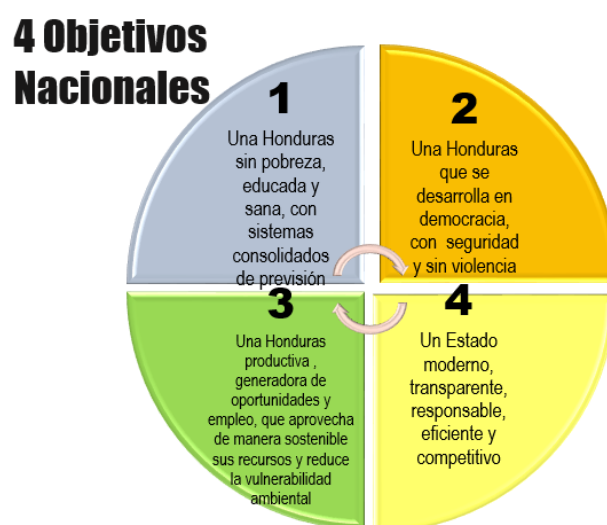 4 Objetivos
Nacionales
1
Una Honduras
sin pobreza,
educada y
sana, con
sistemas
consolidados
de previsión
2
Una Honduras
que se
desarrolla en
democracia,
con seguridad
y sin violencia
3
Una Honduras
productiva ,
generadora de
oportunidades y
empleo, que aprovecha
de manera sostenible
sus recursos y reduce
la vulnerabilidad
ambiental
4
Un Estado
moderno,
transparente,
responsable,
eficiente y
competitivo